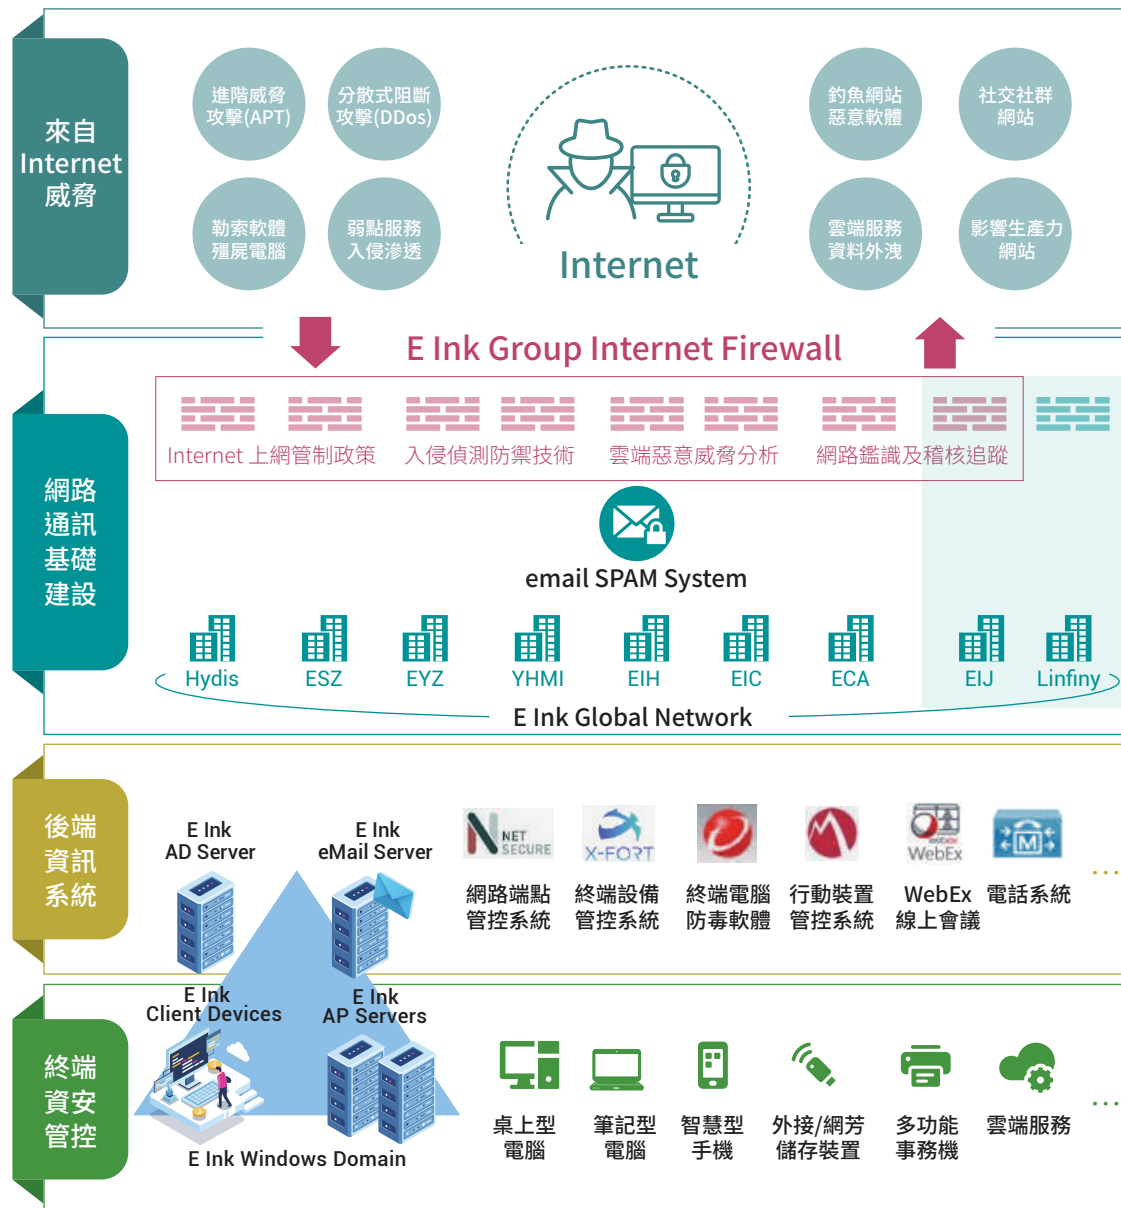 來自
Internet
威脅
進階威脅
攻擊(APT)
分散式阻斷
攻擊(DDos)
勒索軟體
殭屍電腦
弱點服務
入侵滲透
Internet
釣魚網站
惡意軟體
社交社群
網站
雲端服務
資料外洩
影響生產力
網站
網路
通訊
基礎
建設
E Ink Group Internet Firewall
Internet 上網管制政策
入侵偵測防禦技術
雲端惡意威脅分析
網路鑑識及稽核追蹤
email SPAM System
Hydis
ESZ
EYZ
YHMI
EIH
EIC
ECA
EIJ
Linfiny
E Ink Global Network
後端
資訊
系統
E Ink
AD Server
E Ink
eMail Server
N NET
SECURE
網路端點
管控系統
X-FORT
終端設備
管控系統
終端電腦
防毒軟體
行動裝置
管控系統
WebEx
WebEx
線上會議
M
電話系統
...
終端
資安
管控
E Ink
Client Devices
E Ink
AP Servers
E Ink Windows Domain
桌上型
電腦
筆記型
電腦
智慧型
手機
外接/網芳
儲存裝置
多功能
事務機
雲端服務
...